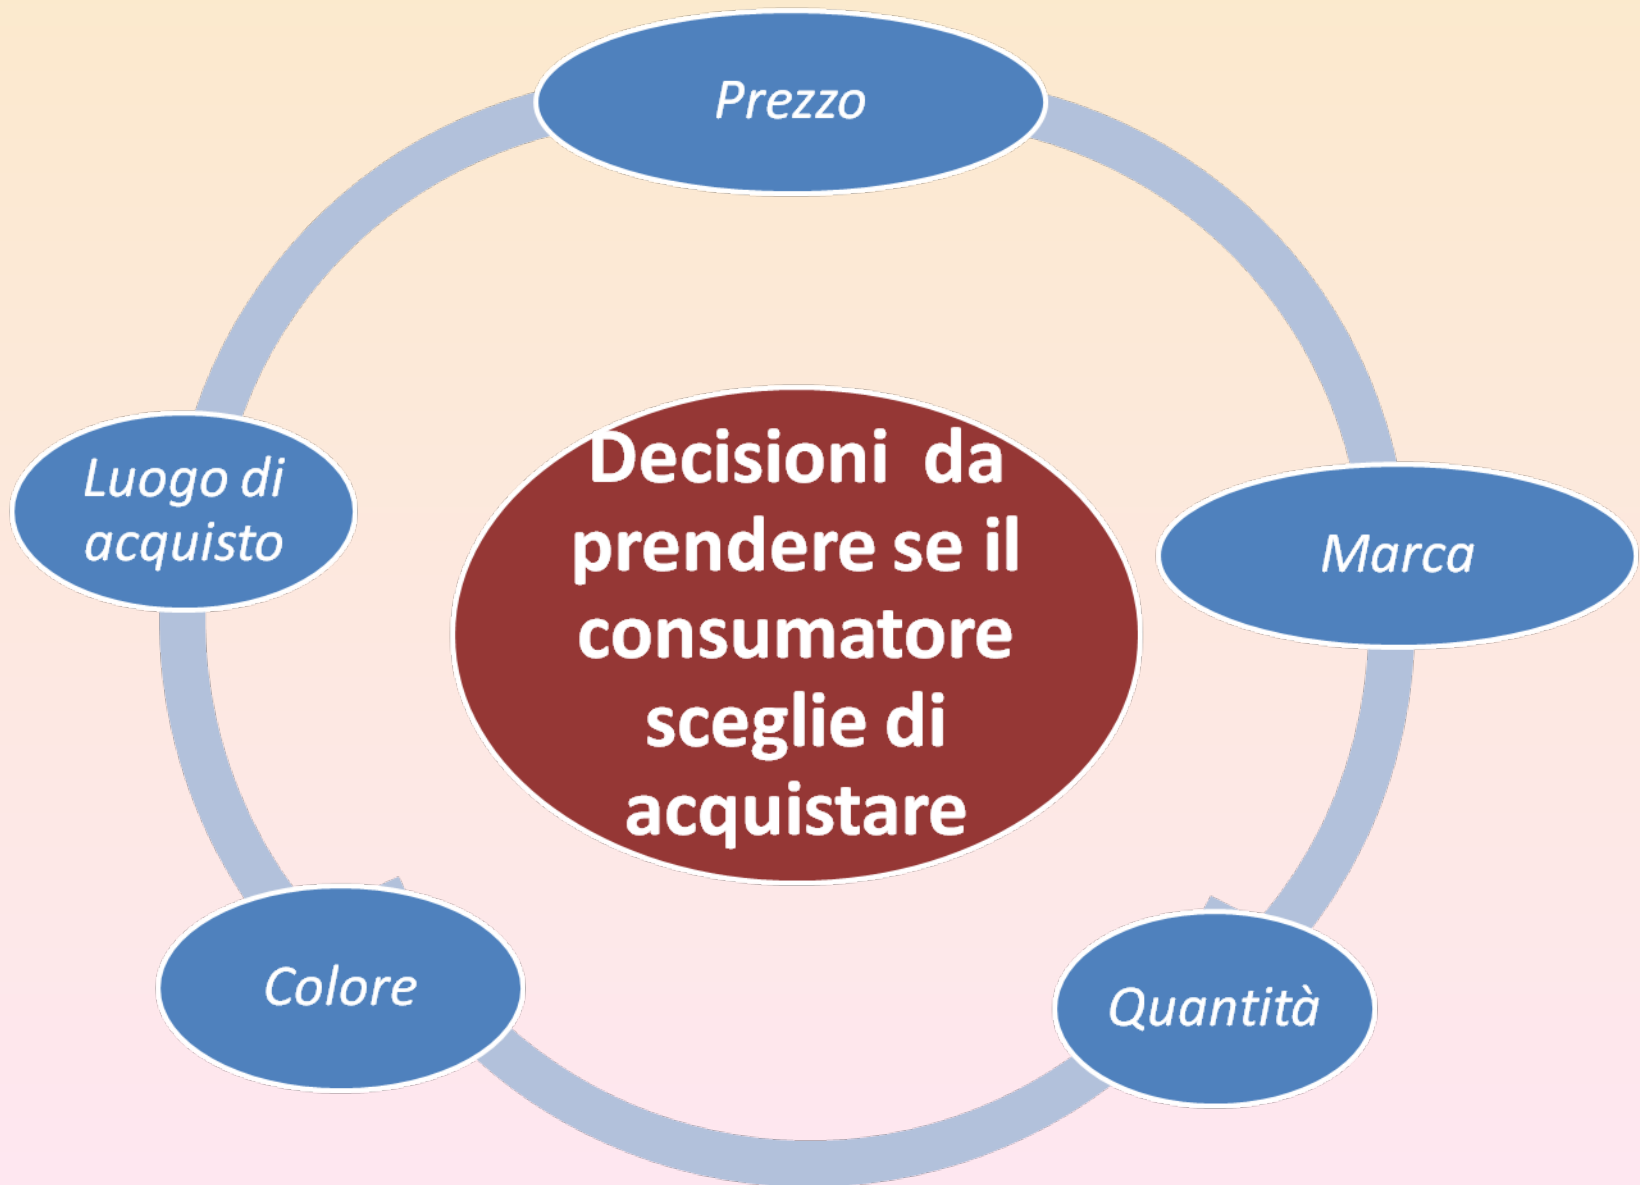 Prezzo
Luogo di
acquisto
Decisioni da
prendere se il
consumatore
sceglie di
acquistare
Marca
Colore
Quantità